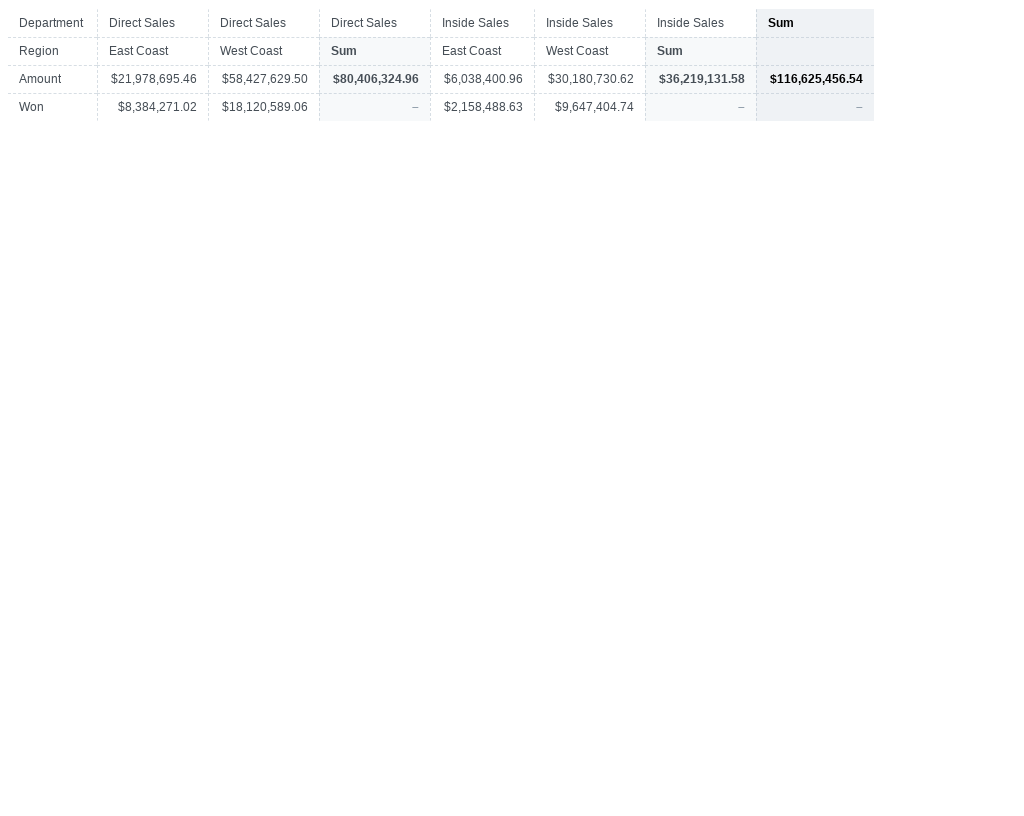 Department Direct Sales Direct Sales Direct Sales Inside Sales Inside Sales Inside Sales Sum
Region East Coast West Coast Sum East Coast West Coast Sum
Amount $21,978,695.46 $58,427,629.50 $80,406,324.96 $6,038,400.96 $30,180,730.62 $36,219,131.58 $116,625,456.54
Won $8,384,271.02 $18,120,589.06 – $2,158,488.63 $9,647,404.74 – –